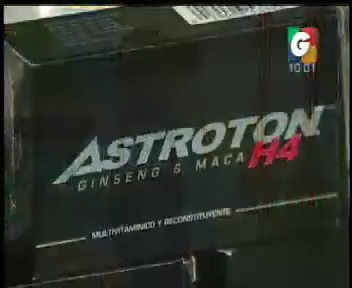 G
10:01
ASTROTON
H4
GINSENG & MACA
MULTIVITAMINICO Y RECONSTITUYENTE